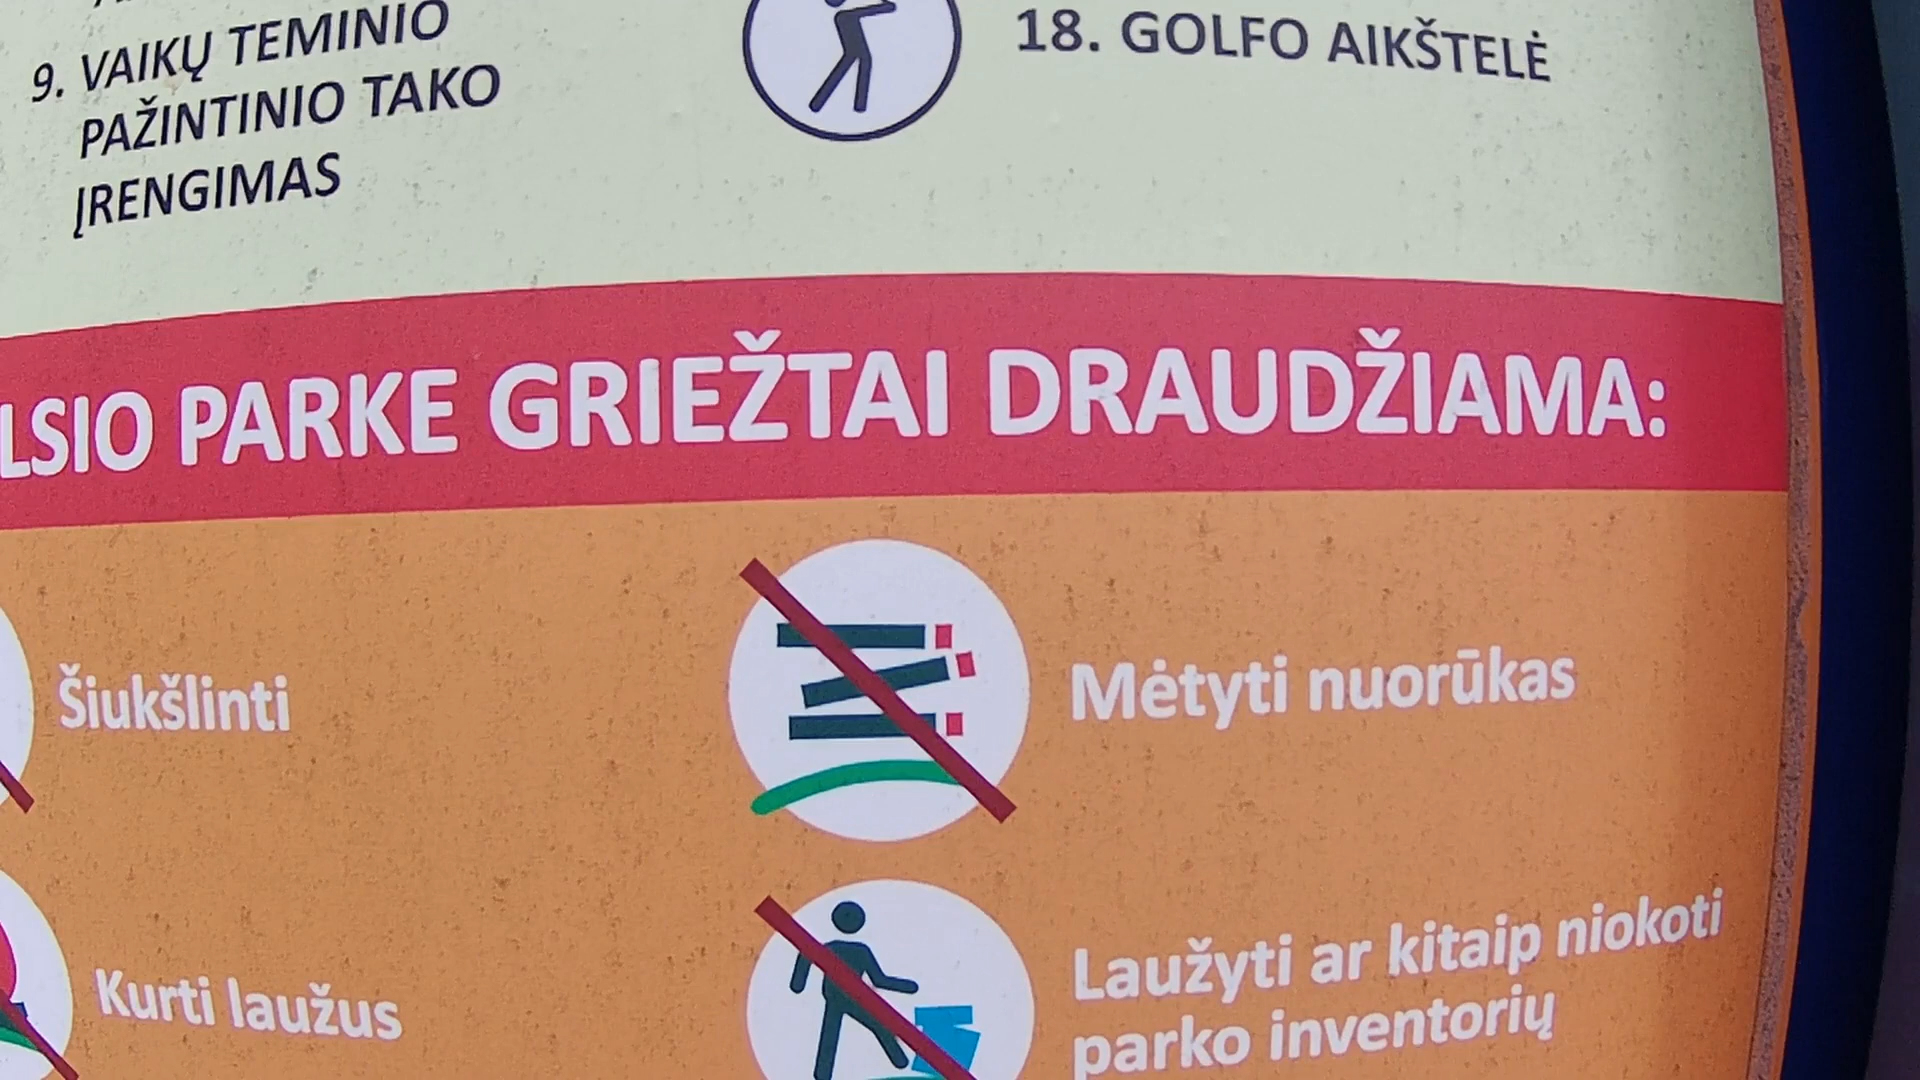 9. VAIKŲ TEMINIO
PAŽINTINIO TAKO
ĮRENGIMAS
18. GOLFO AIKŠTELĖ
LSIO PARKE GRIEŽTAI DRAUDŽIAMA:
Šiukšlinti
Mėtyti nuorūkas
Kurti laužus
Laužyti ar kitaip niokoti
parko inventorių